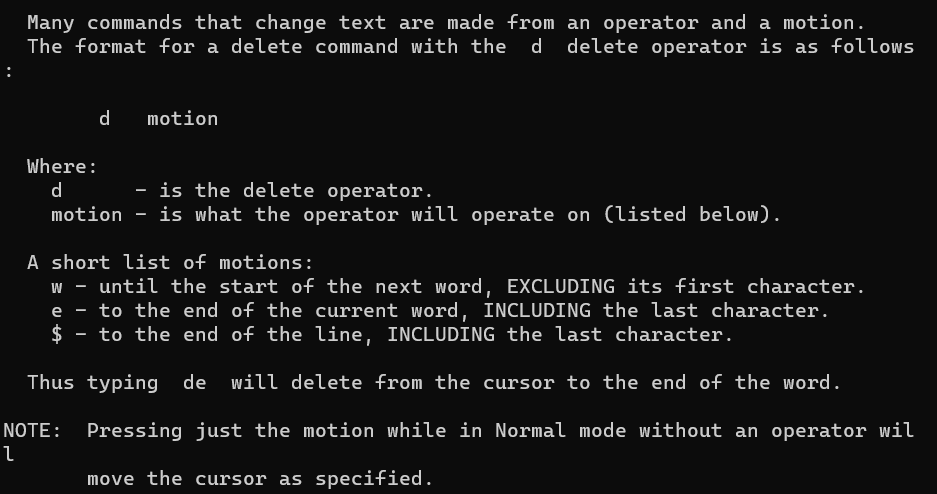 Many commands that change text are made from an operator and a motion.
The format for a delete command with the  d  delete operator is as follows
:
d   motion
Where:
d      - is the delete operator.
motion - is what the operator will operate on (listed below).
A short list of motions:
w - until the start of the next word, EXCLUDING its first character.
e - to the end of the current word, INCLUDING the last character.
$ - to the end of the line, INCLUDING the last character.
Thus typing  de  will delete from the cursor to the end of the word.
NOTE:  Pressing just the motion while in Normal mode without an operator wil
l
move the cursor as specified.